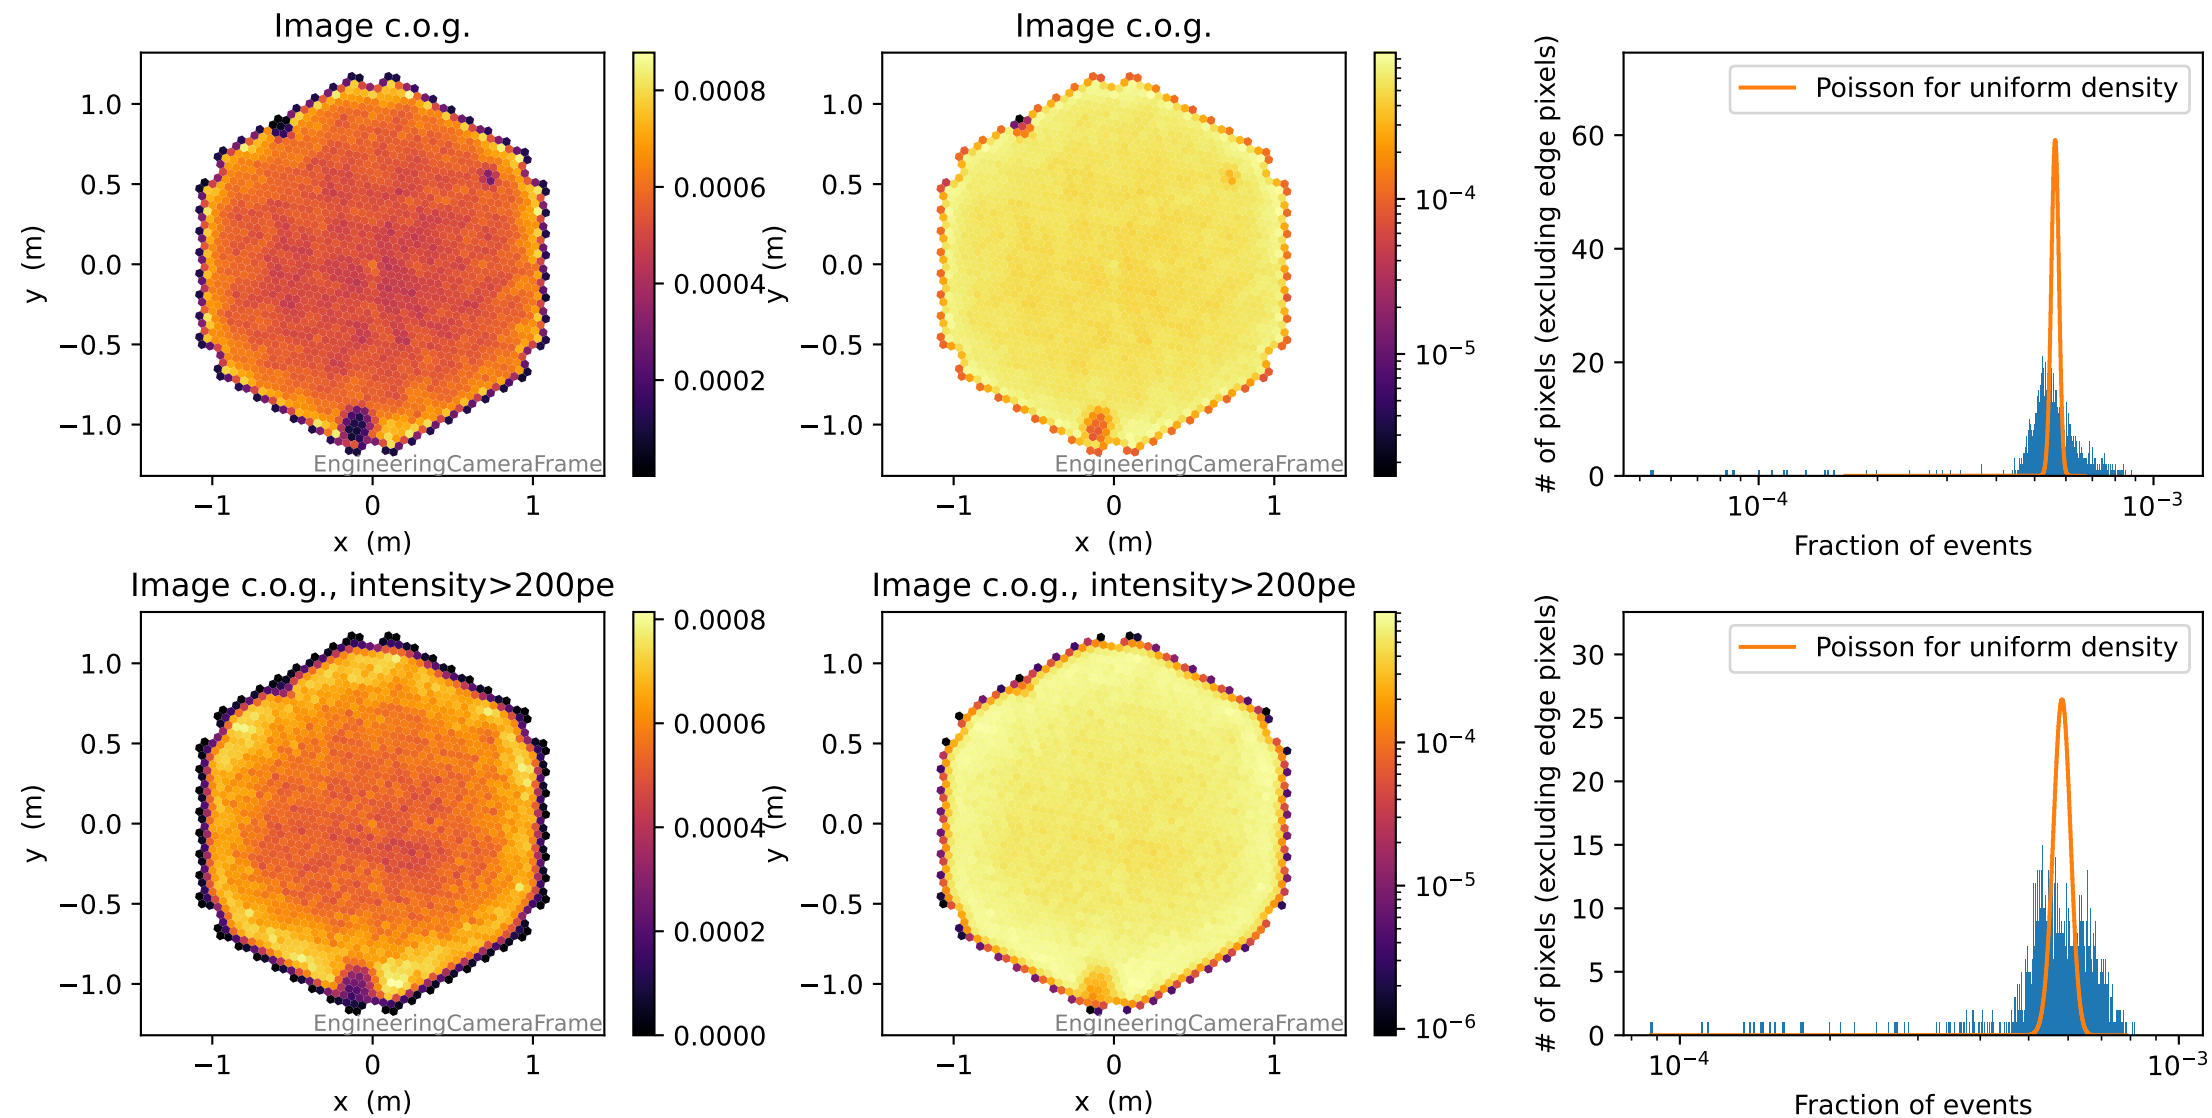 Image c.o.g.
1.0
0.5
0.0
−0.5
−1.0
y (m)
−1 0 1
x (m)
EngineeringCameraFrame
0.0008
0.0006
0.0004
0.0002
Image c.o.g.
1.0
0.5
0.0
−0.5
−1.0
y (m)
−1 0 1
x (m)
EngineeringCameraFrame
10⁻⁴
10⁻⁵
# of pixels (excluding edge pixels)
60
40
20
0
Poisson for uniform density
10⁻⁴ 10⁻³
Fraction of events
Image c.o.g., intensity>200pe
1.0
0.5
0.0
−0.5
−1.0
y (m)
−1 0 1
x (m)
EngineeringCameraFrame
0.0008
0.0006
0.0004
0.0002
0.0000
Image c.o.g., intensity>200pe
1.0
0.5
0.0
−0.5
−1.0
y (m)
−1 0 1
x (m)
EngineeringCameraFrame
10⁻⁴
10⁻⁵
10⁻⁶
# of pixels (excluding edge pixels)
30
25
20
15
10
5
0
Poisson for uniform density
10⁻⁴ 10⁻³
Fraction of events